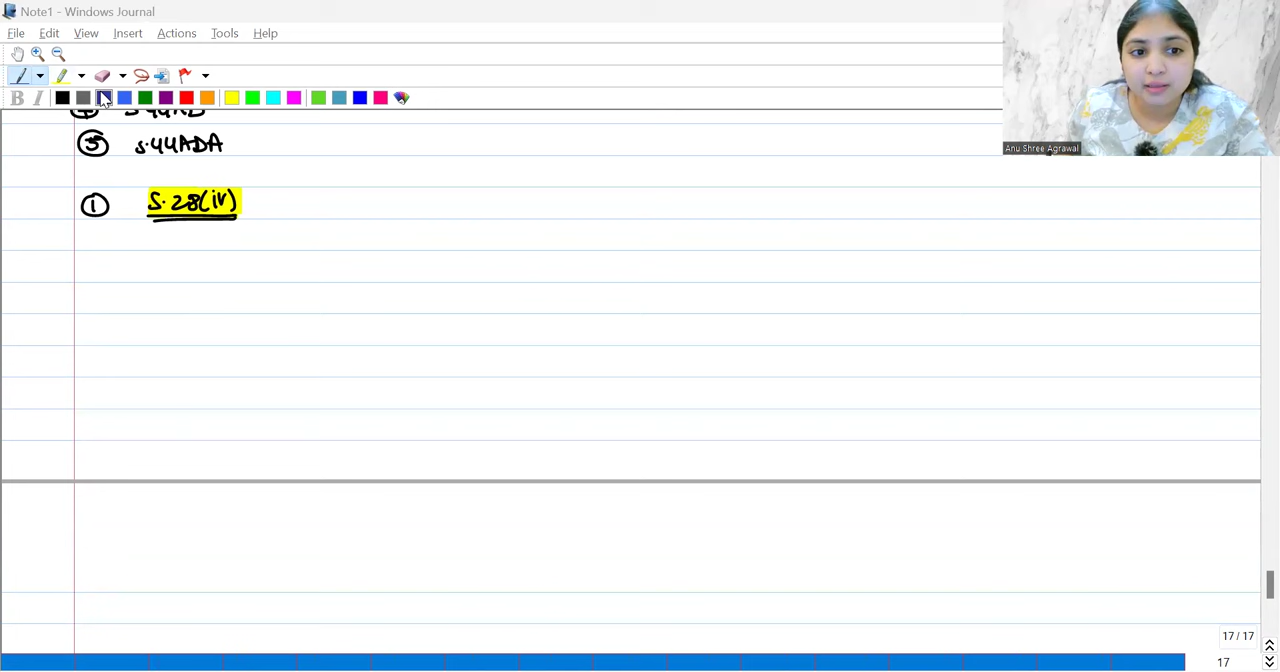 Note1 - Windows Journal
File Edit View Insert Actions Tools Help
B I
Anu Shree Agrawal
⑤ S.44ADA
① S.28(iv)
17 / 17
17